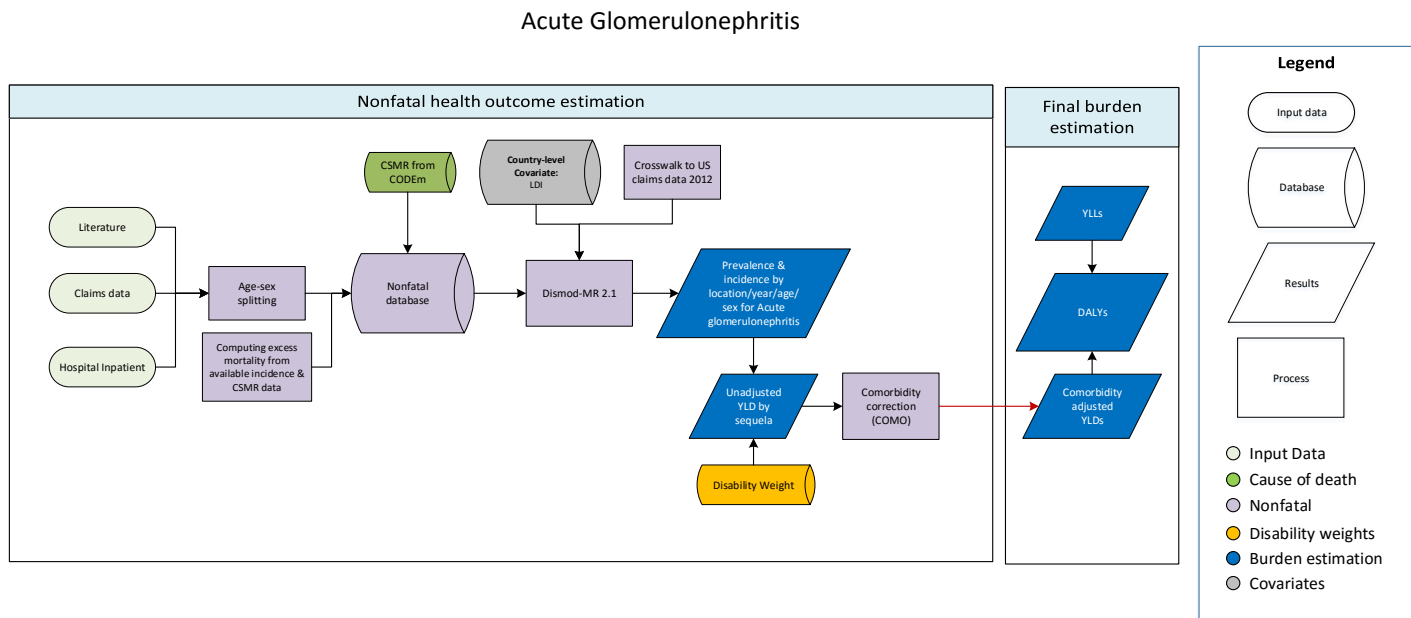 Acute Glomerulonephritis
Nonfatal health outcome estimation
Final burden
estimation
Legend
Input data
Database
Results
Process
Input Data
Cause of death
Nonfatal
Disability weights
Burden estimation
Covariates
CSMR from
CODEm
Country-level
Covariate:
LDI
Crosswalk to US
claims data 2012
Literature
Claims data
Hospital Inpatient
Age-sex
splitting
Computing excess
mortality from
available incidence &
CSMR data
Nonfatal
database
Dismod-MR 2.1
Prevalence &
incidence by
location/year/age/
sex for Acute
glomerulonephritis
Unadjusted
YLD by
sequela
Comorbidity
correction
(COMO)
Disability Weight
YLLs
DALYs
Comorbidity
adjusted
YLDs